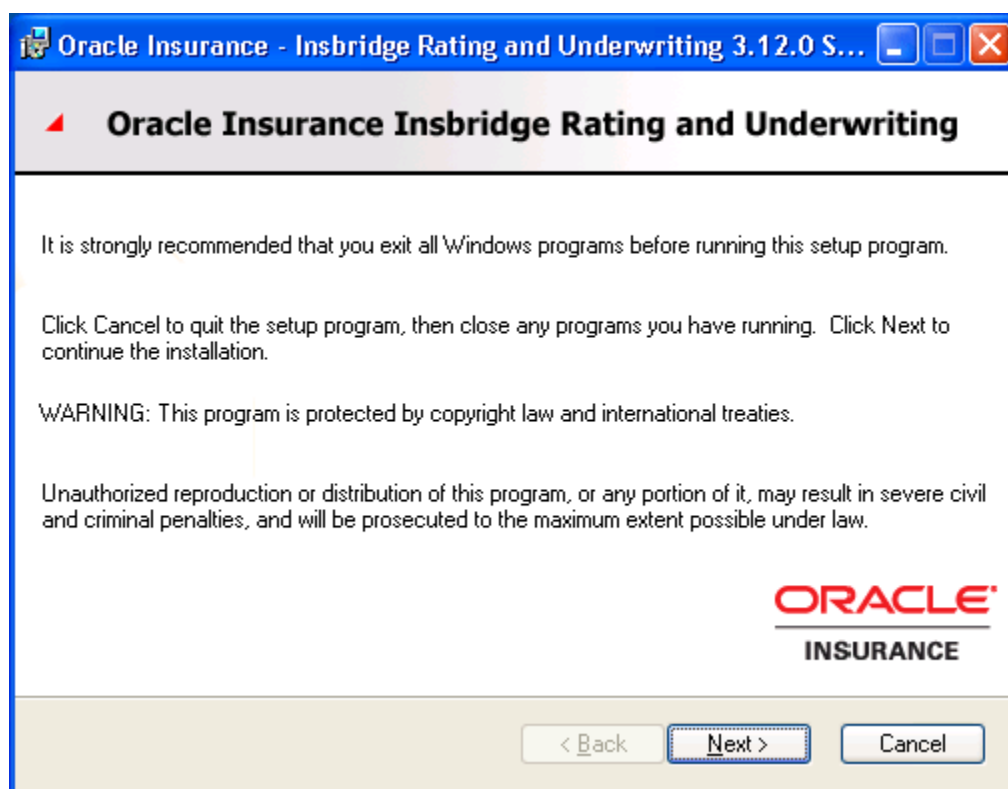 Oracle Insurance - Insbridge Rating and Underwriting 3.12.0 S...
Oracle Insurance Insbridge Rating and Underwriting
It is strongly recommended that you exit all Windows programs before running this setup program.
Click Cancel to quit the setup program, then close any programs you have running. Click Next to
continue the installation.
WARNING: This program is protected by copyright law and international treaties.
Unauthorized reproduction or distribution of this program, or any portion of it, may result in severe civil
and criminal penalties, and will be prosecuted to the maximum extent possible under law.
ORACLE
INSURANCE
< Back Next > Cancel